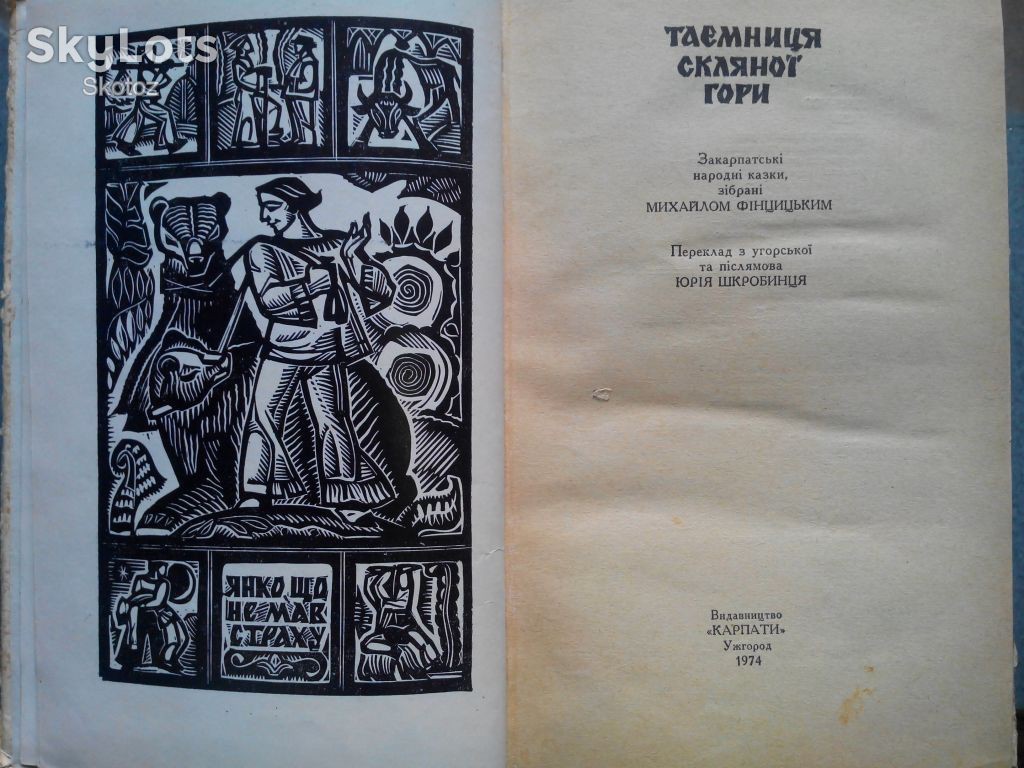 SkyLots
Skotoz
ЯНКО, ЩО
НЕ МАВ
СТРАХУ
ТАЄМНИЦЯ
СКЛЯНОЇ
ГОРИ
Закарпатські
народні казки,
зібрані
МИХАЙЛОМ ФІНЦИЦЬКИМ
Переклад з угорської
та післямова
ЮРІЯ ШКРОБИНЦЯ
Видавництво
«КАРПАТИ»
Ужгород
1974